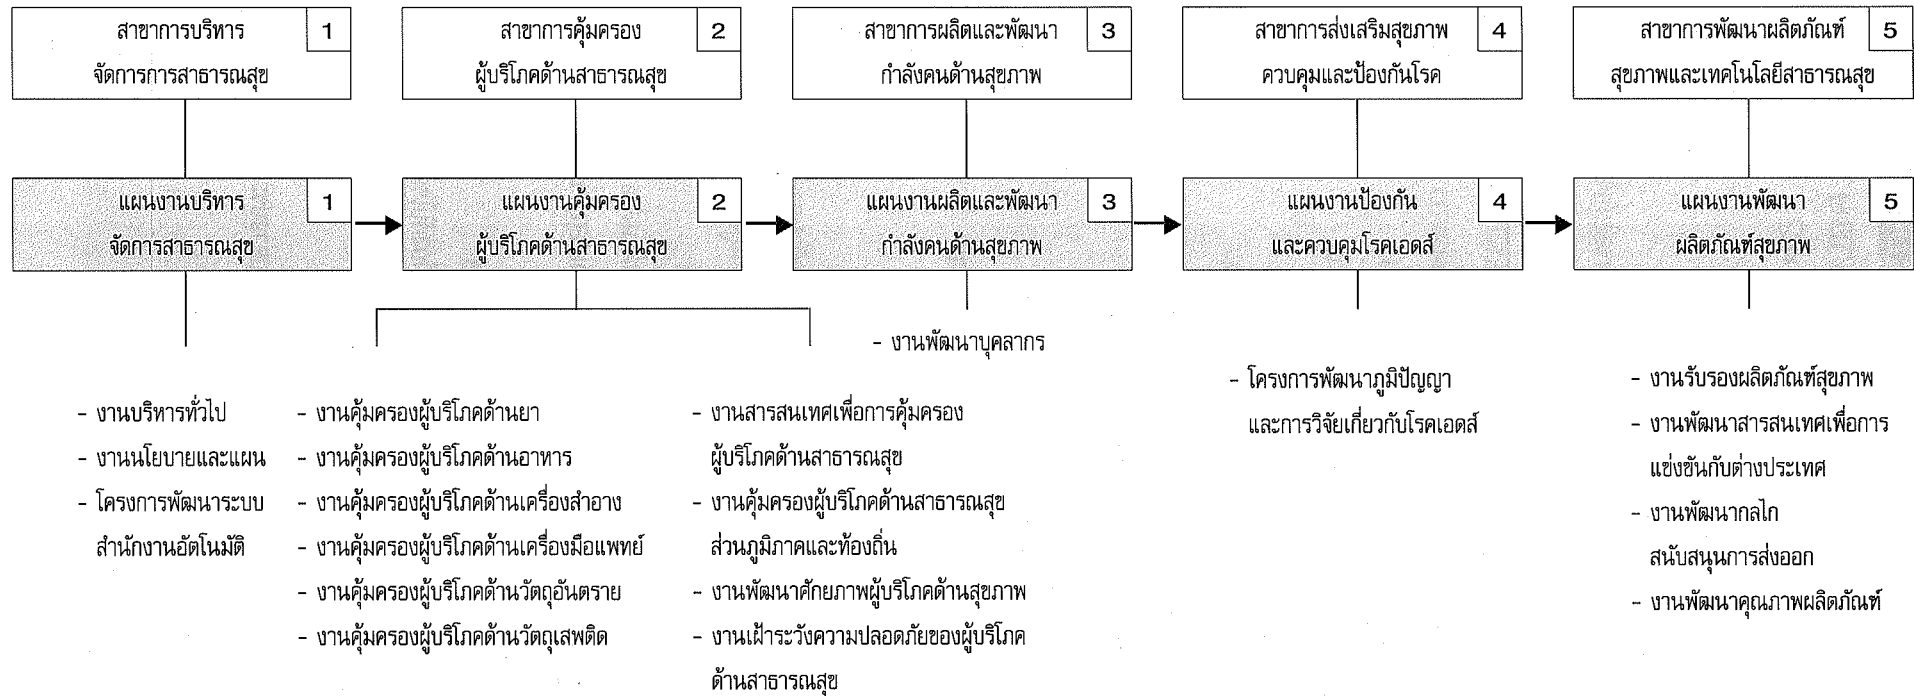 สาขาการบริหาร 1
จัดการการสาธารณสุข
สาขาการคุ้มครอง 2
ผู้บริโภคด้านสาธารณสุข
สาขาการผลิตและพัฒนา 3
กำลังคนด้านสุขภาพ
สาขาการส่งเสริมสุขภาพ 4
ควบคุมและป้องกันโรค
สาขาการพัฒนาผลิตภัณฑ์ 5
สุขภาพและเทคโนโลยีสาธารณสุข
แผนงานบริหาร 1
จัดการสาธารณสุข
แผนงานคุ้มครอง 2
ผู้บริโภคด้านสาธารณสุข
แผนงานผลิตและพัฒนา 3
กำลังคนด้านสุขภาพ
แผนงานป้องกัน 4
และควบคุมโรคเอดส์
แผนงานพัฒนา 5
ผลิตภัณฑ์สุขภาพ
- งานบริหารทั่วไป
- งานนโยบายและแผน
- โครงการพัฒนาระบบ
สำนักงานอัตโนมัติ
- งานคุ้มครองผู้บริโภคด้านยา
- งานคุ้มครองผู้บริโภคด้านอาหาร
- งานคุ้มครองผู้บริโภคด้านเครื่องสำอาง
- งานคุ้มครองผู้บริโภคด้านเครื่องมือแพทย์
- งานคุ้มครองผู้บริโภคด้านวัตถุอันตราย
- งานคุ้มครองผู้บริโภคด้านวัตถุเสพติด
- งานสารสนเทศเพื่อการคุ้มครอง
ผู้บริโภคด้านสาธารณสุข
- งานคุ้มครองผู้บริโภคด้านสาธารณสุข
ส่วนภูมิภาคและท้องถิ่น
- งานพัฒนาศักยภาพผู้บริโภคด้านสุขภาพ
- งานเฝ้าระวังความปลอดภัยของผู้บริโภค
ด้านสาธารณสุข
- งานพัฒนาบุคลากร
- โครงการพัฒนาภูมิปัญญา
และการวิจัยเกี่ยวกับโรคเอดส์
- งานรับรองผลิตภัณฑ์สุขภาพ
- งานพัฒนาสารสนเทศเพื่อการ
แข่งขันกับต่างประเทศ
- งานพัฒนากลไก
สนับสนุนการส่งออก
- งานพัฒนาคุณภาพผลิตภัณฑ์